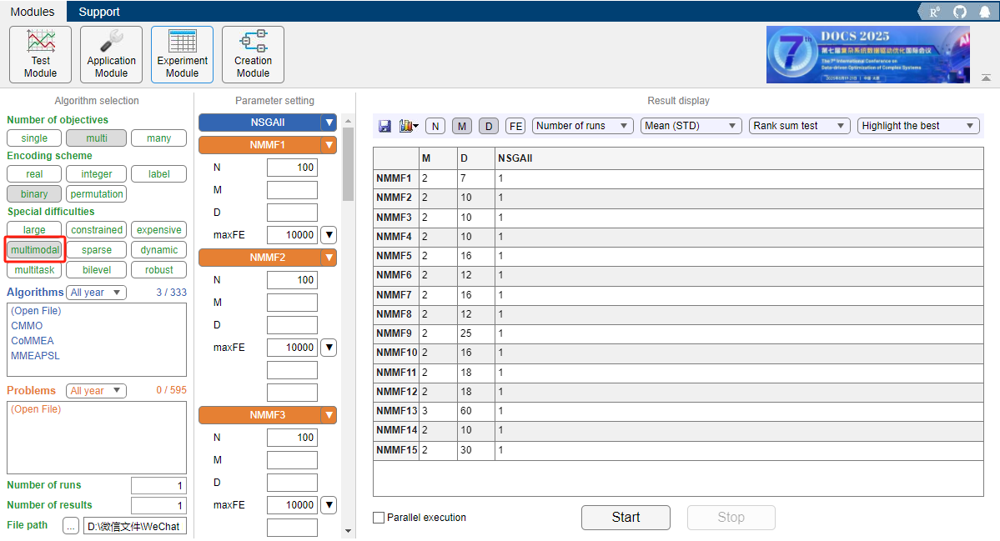 Modules Support R⁶
Test Module
Application Module
Experiment Module
Creation Module
7th DOCS 2025
第七届复杂系统数据驱动优化国际会议
The 7th International Conference on
Data-driven Optimization of Complex Systems
Algorithm selection
Number of objectives
single multi many
Encoding scheme
real integer label
binary permutation
Special difficulties
large constrained expensive
multimodal sparse dynamic
multitask bilevel robust
Algorithms All year 3 / 333
(Open File)
CMMO
CoMMEA
MMEAPSL
Problems All year 0 / 595
(Open File)
Number of runs 1
Number of results 1
File path ... D:\微信文件\WeChat
Parameter setting
NSGAII
NMMF1
N 100
M
D
maxFE 10000
NMMF2
N 100
M
D
maxFE 10000
NMMF3
N 100
M
D
maxFE 10000
Result display
N M D FE Number of runs Mean (STD) Rank sum test Highlight the best
M D NSGAII
NMMF1 2 7 1
NMMF2 2 10 1
NMMF3 2 10 1
NMMF4 2 10 1
NMMF5 2 16 1
NMMF6 2 12 1
NMMF7 2 16 1
NMMF8 2 12 1
NMMF9 2 25 1
NMMF10 2 16 1
NMMF11 2 18 1
NMMF12 2 18 1
NMMF13 3 60 1
NMMF14 2 10 1
NMMF15 2 30 1
Parallel execution Start Stop